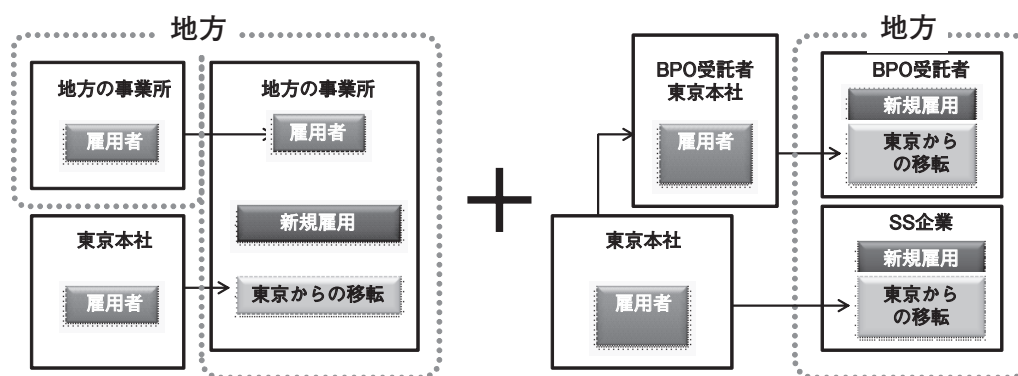 地方
地方の事業所
雇用者
地方の事業所
雇用者
新規雇用
東京からの移転
東京本社
雇用者
+
BPO受託者
東京本社
雇用者
東京本社
雇用者
地方
BPO受託者
新規雇用
東京から
の移転
SS企業
新規雇用
東京から
の移転